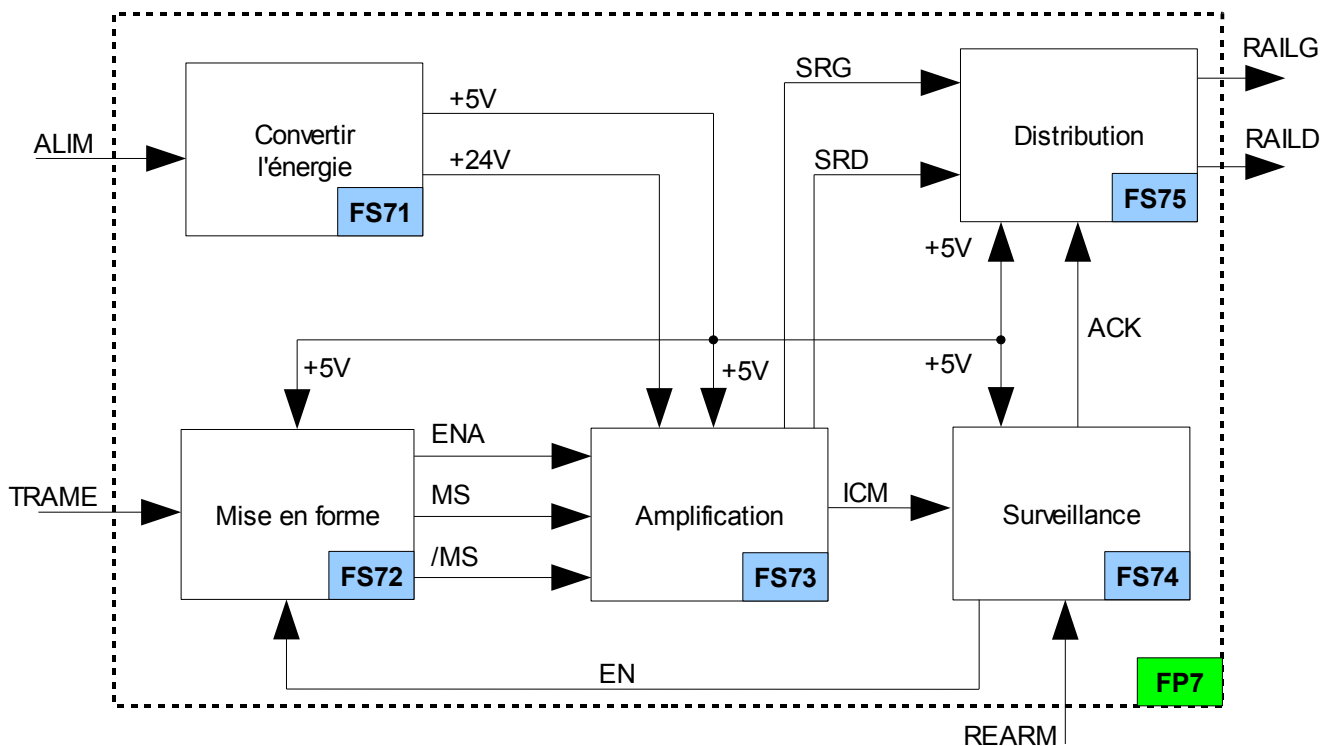 RAILG
SRG
+5V
Convertir
l'énergie
Distribution
ALIM
+24V
SRD
RAILD
FS71
FS75
+5V
ACK
+5V
+5V
+5V
ENA
TRAME
MS
ICM
Mise en forme
Amplification
Surveillance
/MS
FS72
FS73
FS74
EN
FP7
REARM